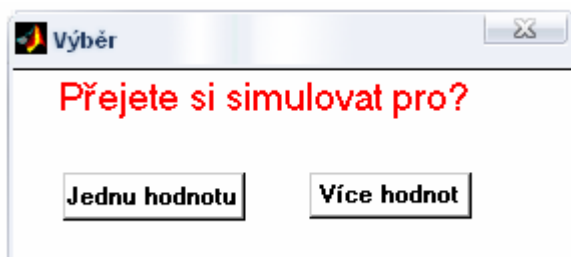 Výběr
Přejete si simulovat pro?
Jednu hodnotu Více hodnot